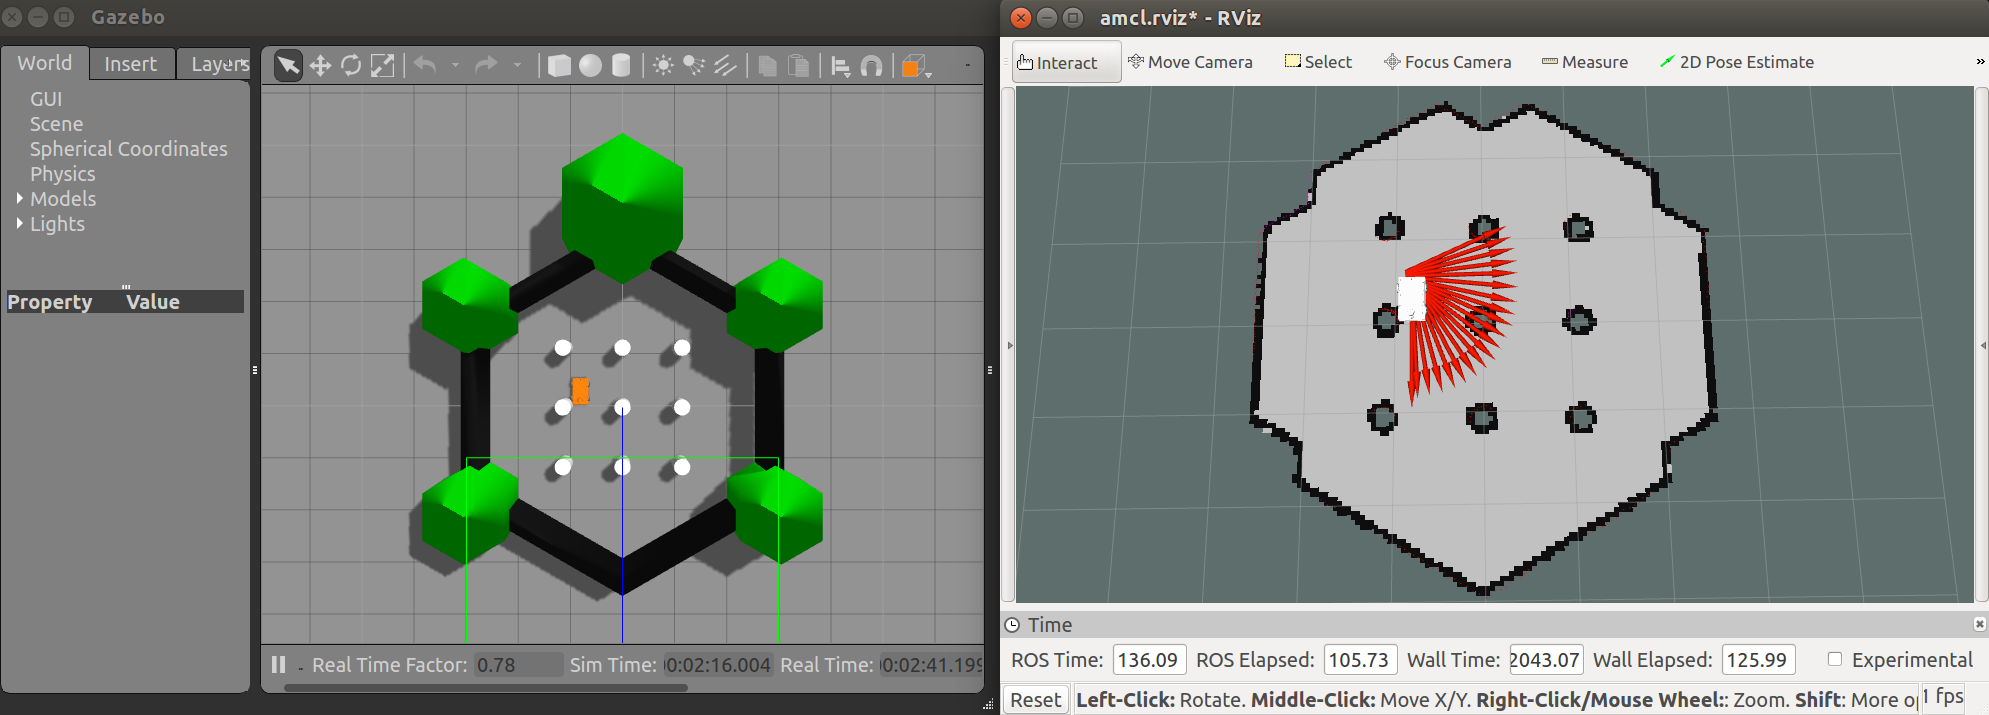 Gazebo
World Insert Layers
GUI
Scene
Spherical Coordinates
Physics
Models
Lights
Property Value
Real Time Factor: 0.78 Sim Time: 0:02:16.004 Real Time: 0:02:41.199
amcl.rviz* - RViz
Interact Move Camera Select Focus Camera Measure 2D Pose Estimate »
Time
ROS Time: 136.09 ROS Elapsed: 105.73 Wall Time: 2043.07 Wall Elapsed: 125.99 Experimental
Reset Left-Click: Rotate. Middle-Click: Move X/Y. Right-Click/Mouse Wheel:: Zoom. Shift: More 1 fps